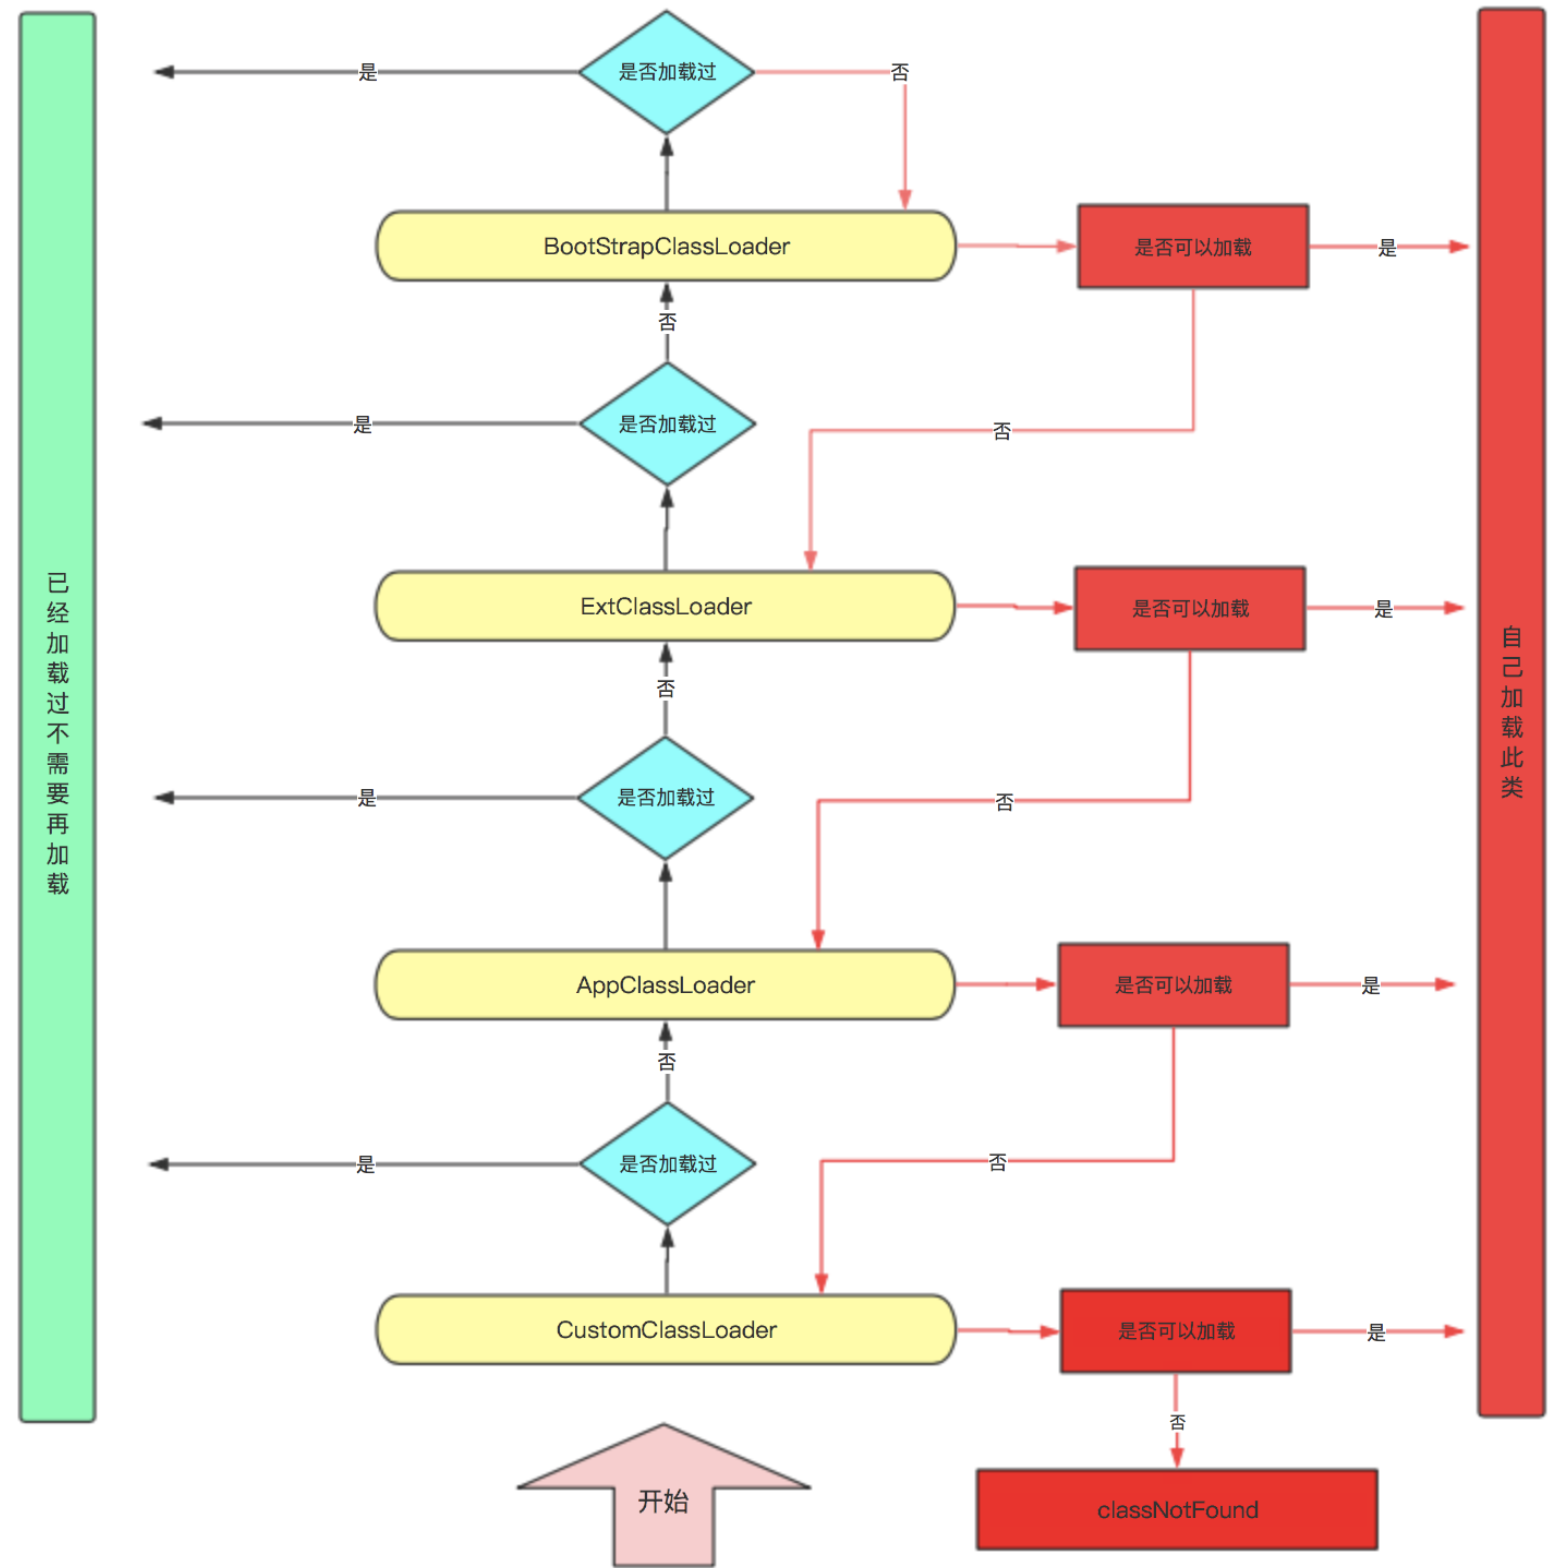 是否加载过
是
否
BootStrapClassLoader
是否可以加载
是
否
是否加载过
是
否
ExtClassLoader
是否可以加载
是
否
是否加载过
是
否
AppClassLoader
是否可以加载
是
否
是否加载过
是
否
CustomClassLoader
是否可以加载
是
否
classNotFound
开始
已经加载过不需要再加载
自己加载此类